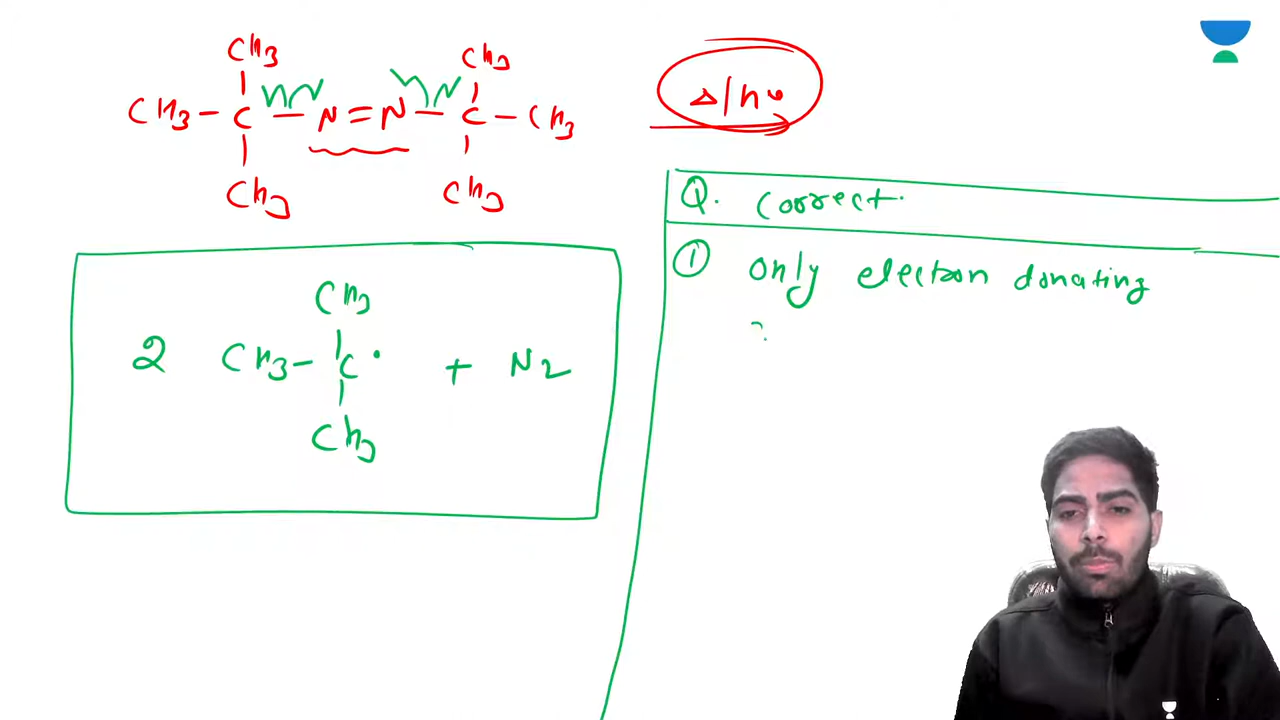 CH3 CH3
CH3 – C – N = N – C – CH3
CH3 CH3
Δ/hν
Q. Correct.
① only electron donating
CH3
2 CH3 – C• + N2
CH3